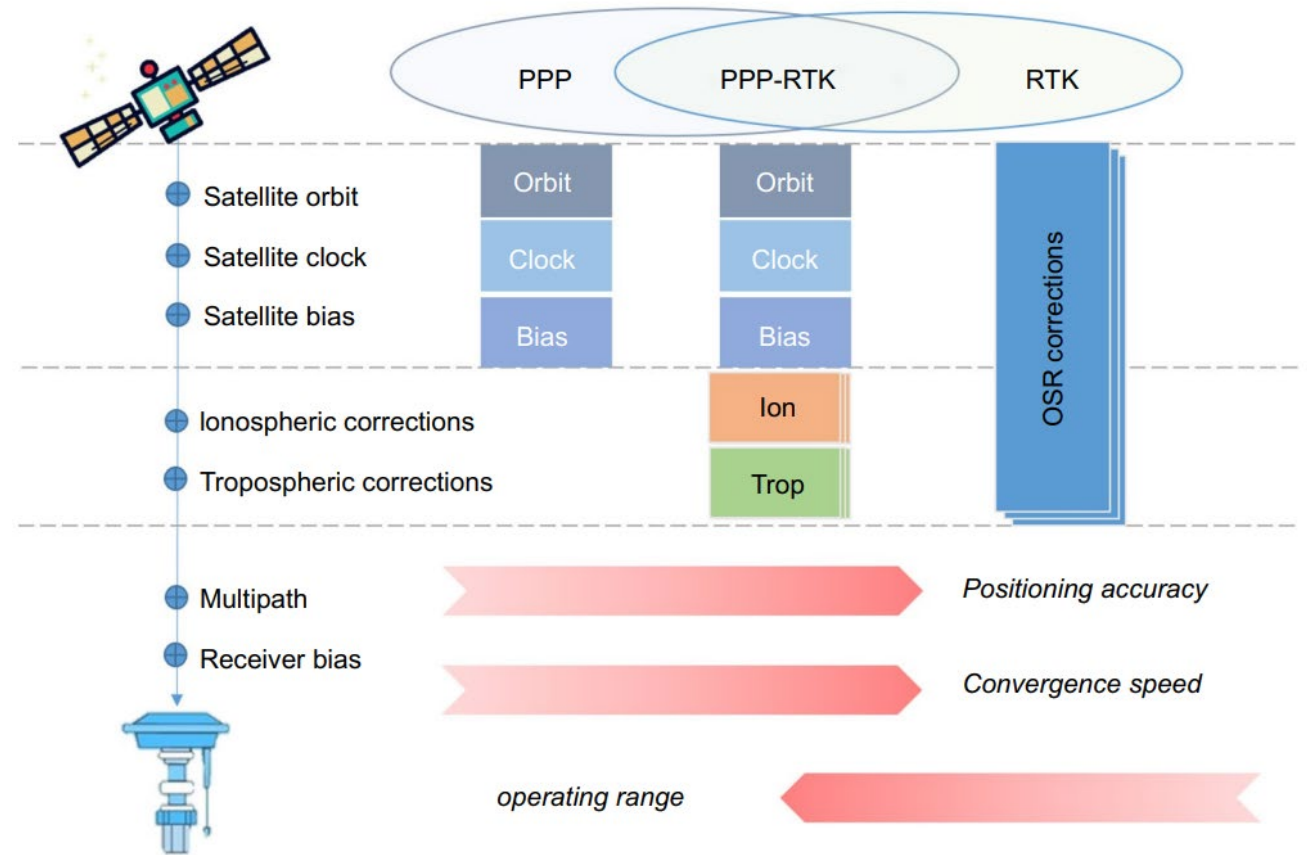 PPP
PPP-RTK
RTK
Satellite orbit
Orbit
Orbit
Satellite clock
Clock
Clock
Satellite bias
Bias
Bias
OSR corrections
Ionospheric corrections
Ion
Tropospheric corrections
Trop
Multipath
Positioning accuracy
Receiver bias
Convergence speed
operating range